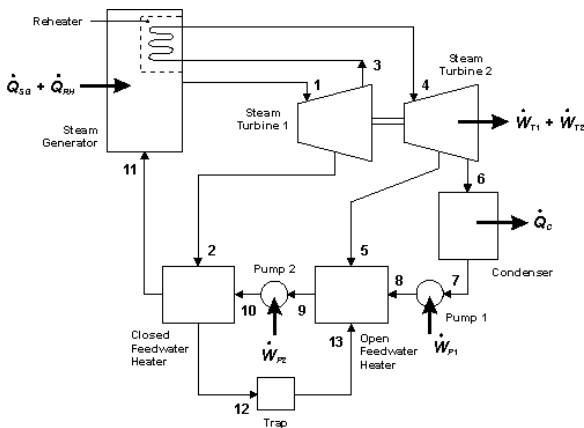 Reheater
Q̇SG + Q̇RH
Steam
Generator
11
1
3
Steam
Turbine 1
4
Steam
Turbine 2
ẆT1 + ẆT2
6
Q̇C
Condenser
2
5
Pump 2
8
7
10
9
Pump 1
Closed
Feedwater
Heater
ẆP2
13
Open
Feedwater
Heater
ẆP1
12
Trap